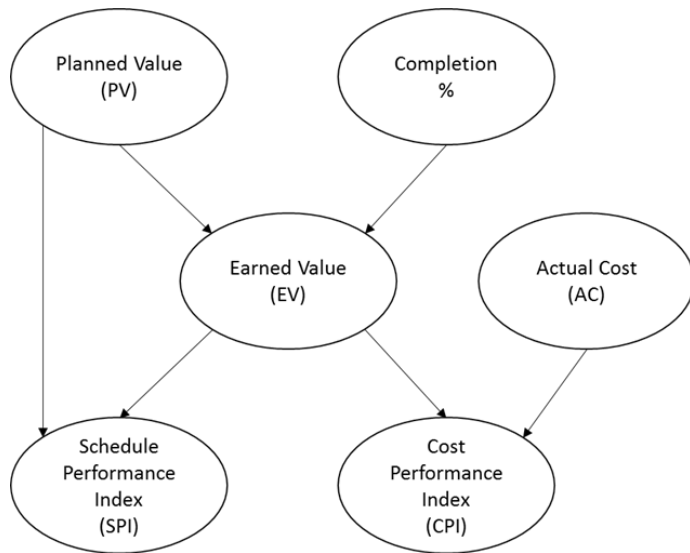 Planned Value
(PV)
Completion
%
Earned Value
(EV)
Actual Cost
(AC)
Schedule
Performance
Index
(SPI)
Cost
Performance
Index
(CPI)